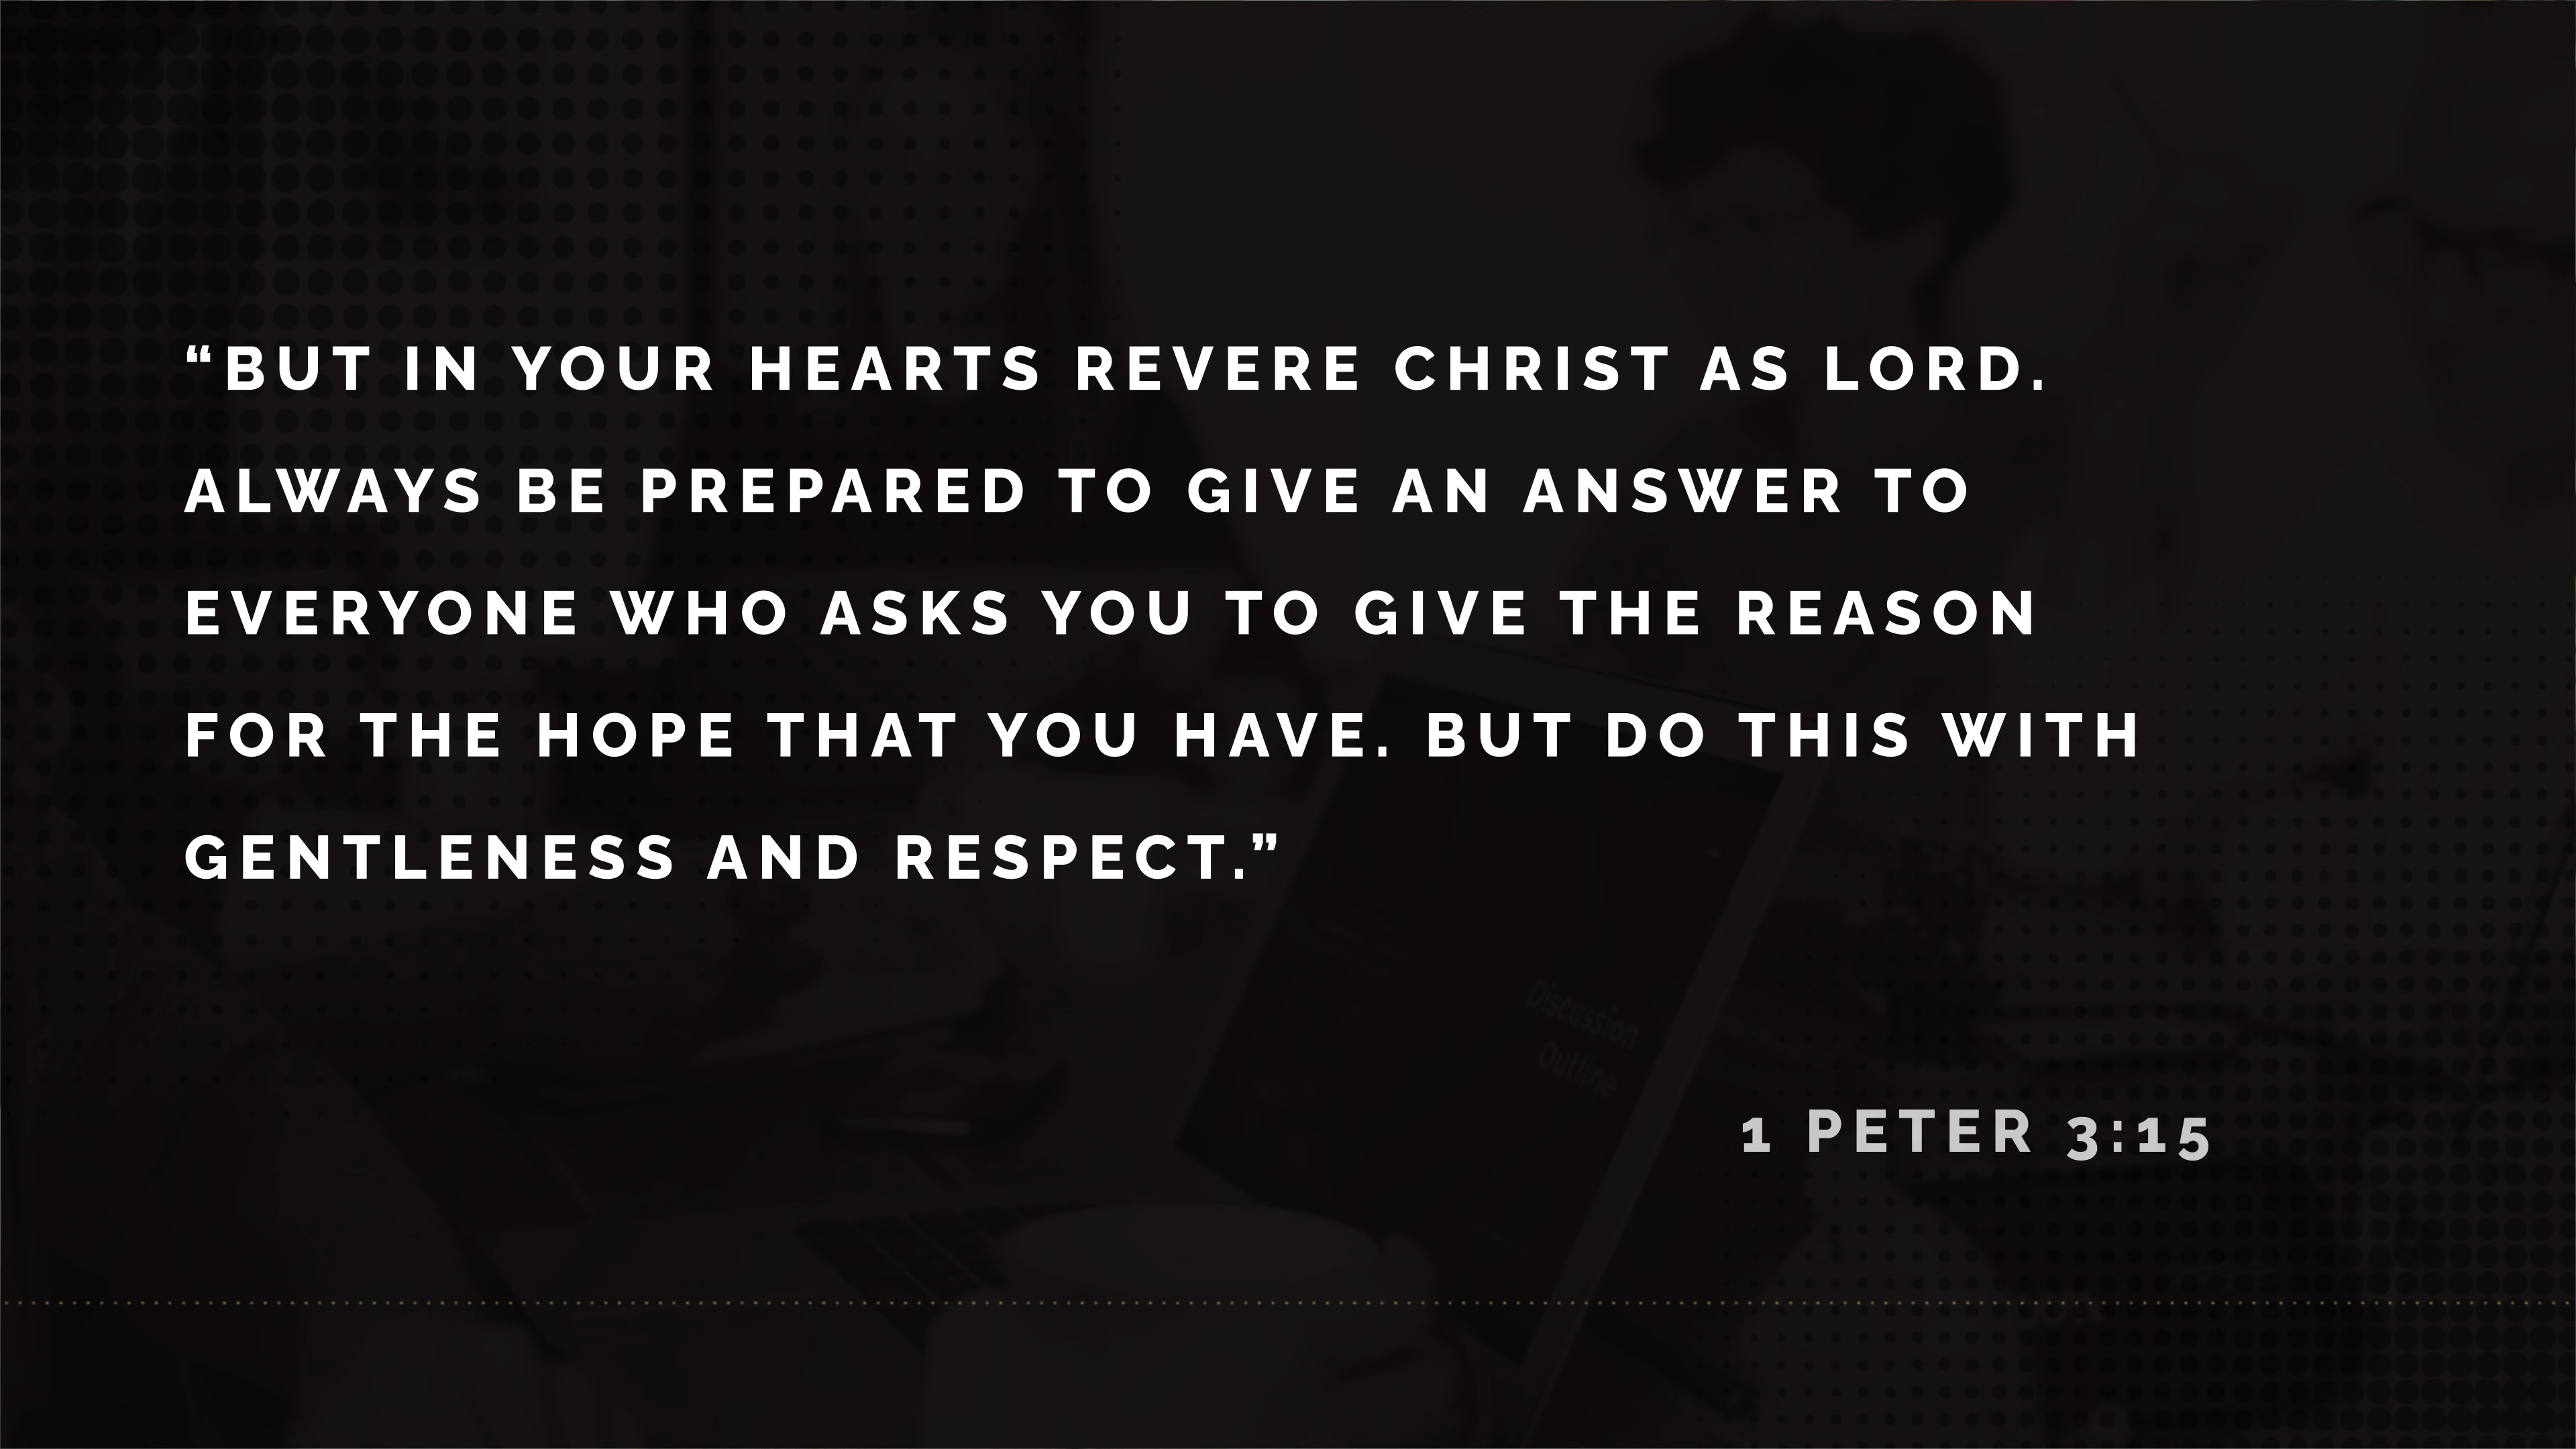 “BUT IN YOUR HEARTS REVERE CHRIST AS LORD.
ALWAYS BE PREPARED TO GIVE AN ANSWER TO
EVERYONE WHO ASKS YOU TO GIVE THE REASON
FOR THE HOPE THAT YOU HAVE. BUT DO THIS WITH
GENTLENESS AND RESPECT.”
Discussion
Outline
1 PETER 3:15